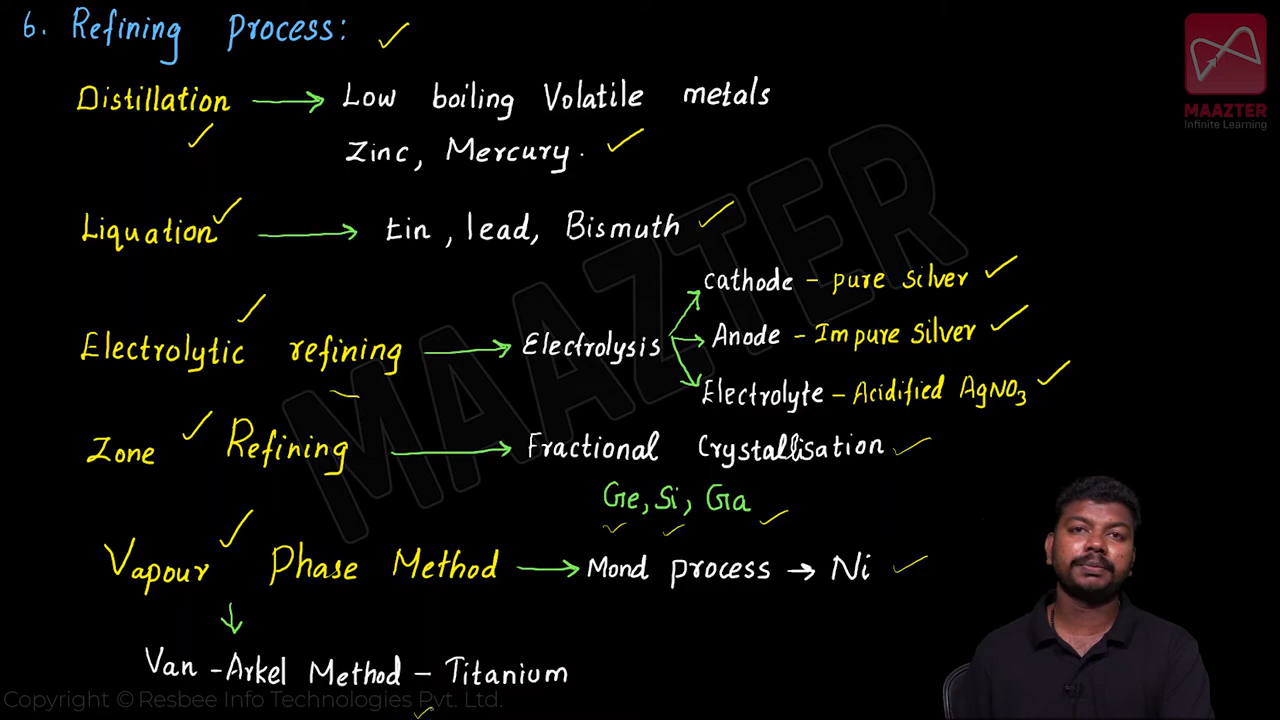 6. Refining process:
MAAZTER
Infinite Learning
Distillation → Low boiling Volatile metals
Zinc, Mercury.
Liquation → tin, lead, Bismuth
cathode - pure silver
Electrolytic refining → Electrolysis → Anode - Impure silver
Electrolyte - Acidified AgNO3
Zone Refining → Fractional Crystallisation
Ge, Si, Ga
Vapour Phase Method → Mond process → Ni
Van - Arkel Method - Titanium
Copyright © Resbee Info Technologies Pvt. Ltd.
MAAZTER